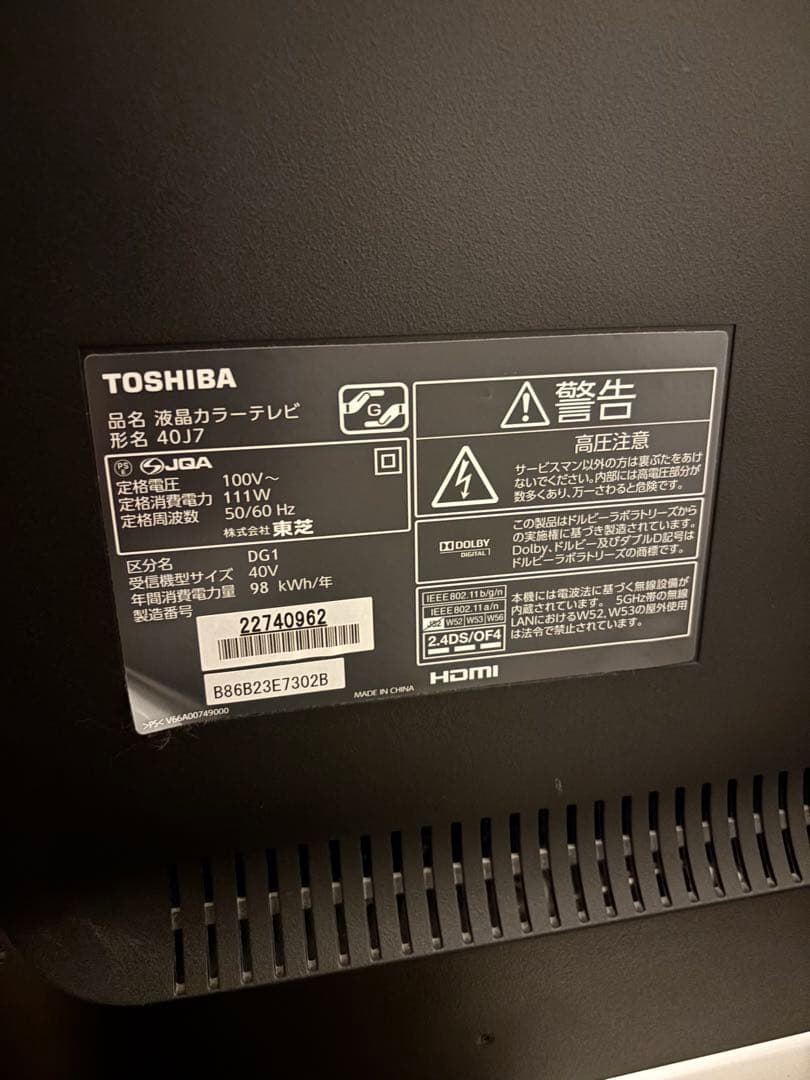 TOSHIBA
品名 液晶カラーテレビ
形名 40J7
G
PS
E
JQA
定格電圧 100V～
定格消費電力 111W
定格周波数 50/60 Hz
株式会社 東芝
区分名 DG1
受信機型サイズ 40V
年間消費電力量 98 kWh/年
製造番号
22740962
B86B23E7302B
>PS< V66A00749000
MADE IN CHINA
警告
高圧注意
サービスマン以外の方は裏ぶたをあけ
ないでください。内部には高電圧部分が
数多くあり、万一さわると危険です。
DOLBY
DIGITAL
この製品はドルビーラボラトリーズから
の実施権に基づき製造されています。
Dolby、ドルビー及びダブルD記号は
ドルビーラボラトリーズの商標です。
IEEE802.11b/g/n
IEEE802.11a/n
W52 W53 W56
2.4DS/OF4
本機には電波法に基づく無線設備が
内蔵されています。 5GHz帯の無線
LANにおけるW52, W53の屋外使用
は法令で禁止されています。
HDMI